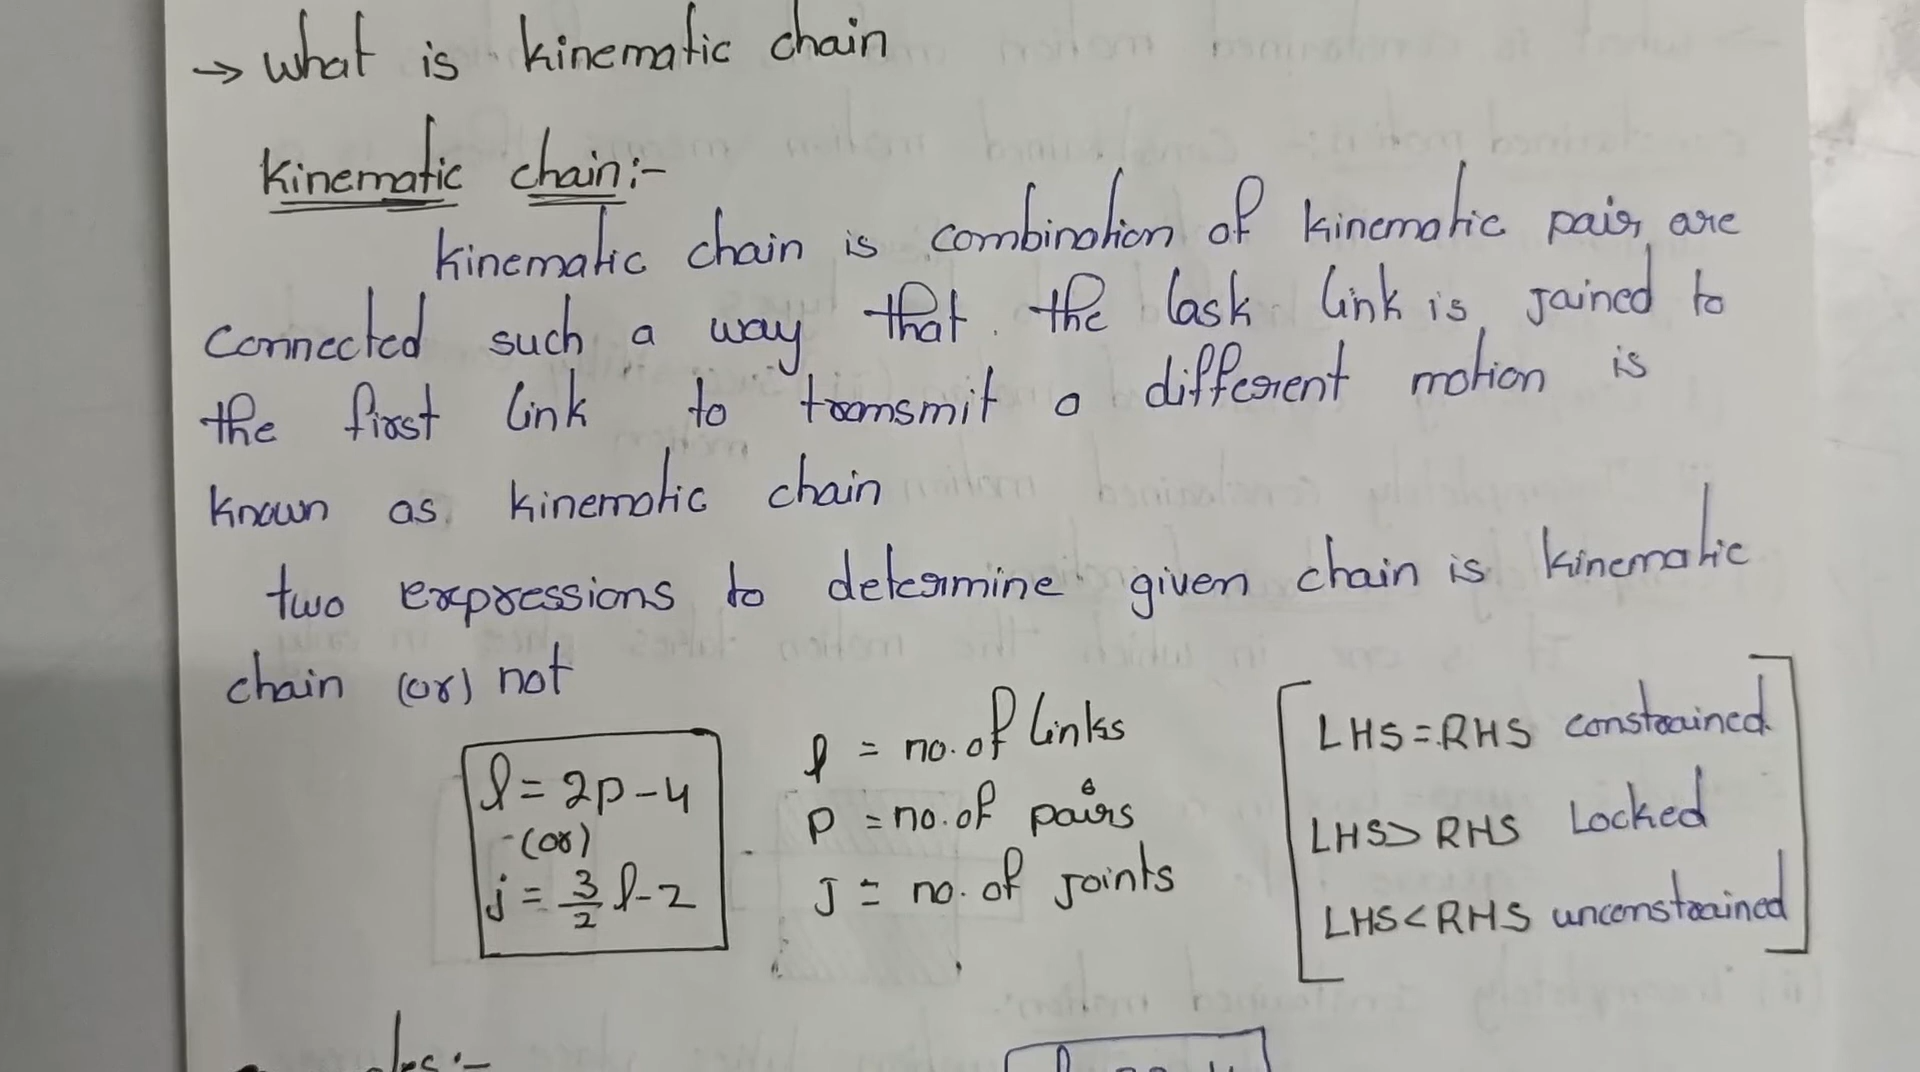 → what is kinematic chain
kinematic chain:-
kinematic chain is combination of kinematic pair, are
connected such a way that the lask link is joined to
the first link to transmit a different motion is
known as kinematic chain
two expressions to determine given chain is kinematic
chain (or) not
l = 2p-4
(or)
j = 3/2 l-2
l = no. of links
p = no. of pairs
J = no. of joints
LHS = RHS constrained
LHS > RHS Locked
LHS < RHS unconstrained